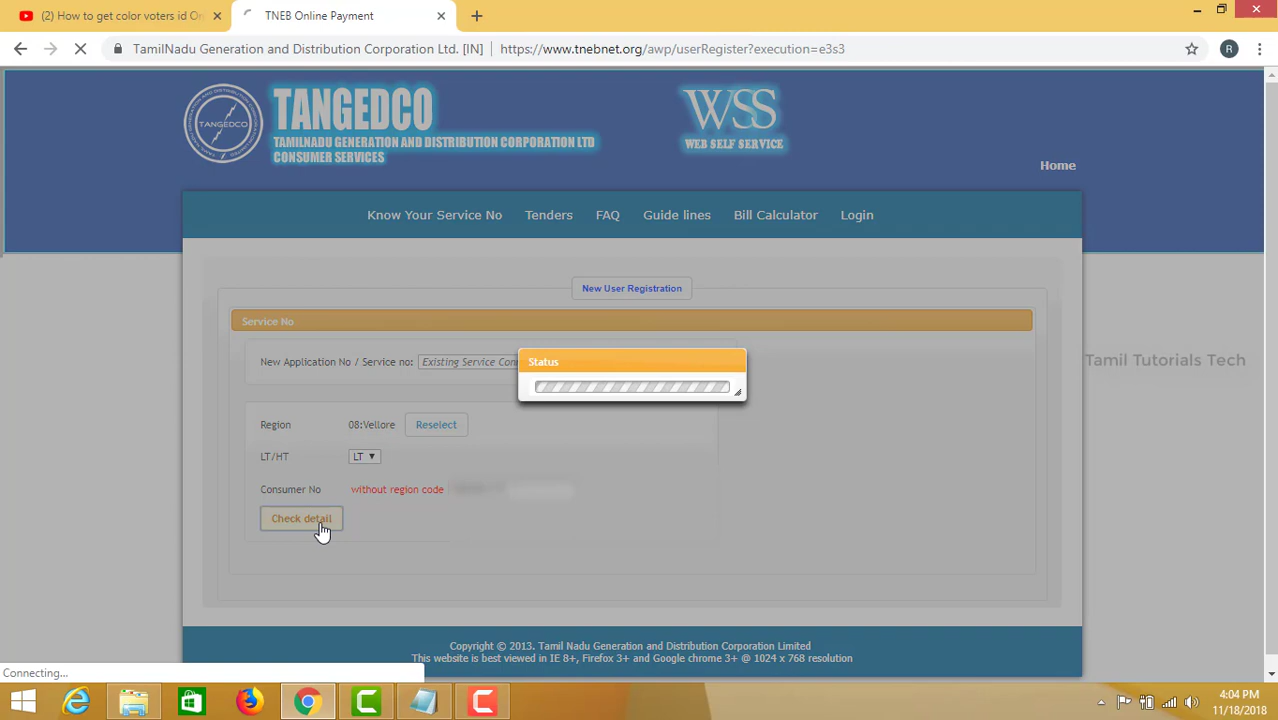 (2) How to get color voters id On
TNEB Online Payment
TamilNadu Generation and Distribution Corporation Ltd. [IN]
https://www.tnebnet.org/awp/userRegister?execution=e3s3
R
TANGEDCO
TANGEDCO
TAMILNADU GENERATION AND DISTRIBUTION CORPORATION LTD
CONSUMER SERVICES
WSS
WEB SELF SERVICE
Home
Know Your Service No
Tenders
FAQ
Guide lines
Bill Calculator
Login
New User Registration
Service No
New Application No / Service no:
Existing Service
Status
Tamil Tutorials Tech
Region
08:Vellore
Reselect
LT/HT
LT
Consumer No
without region code
Check detail
Copyright © 2013. Tamil Nadu Generation and Distribution Corporation Limited
This website is best viewed in IE 8+, Firefox 3+ and Google chrome 3+ @ 1024 x 768 resolution
Connecting...
4:04 PM
11/18/2018